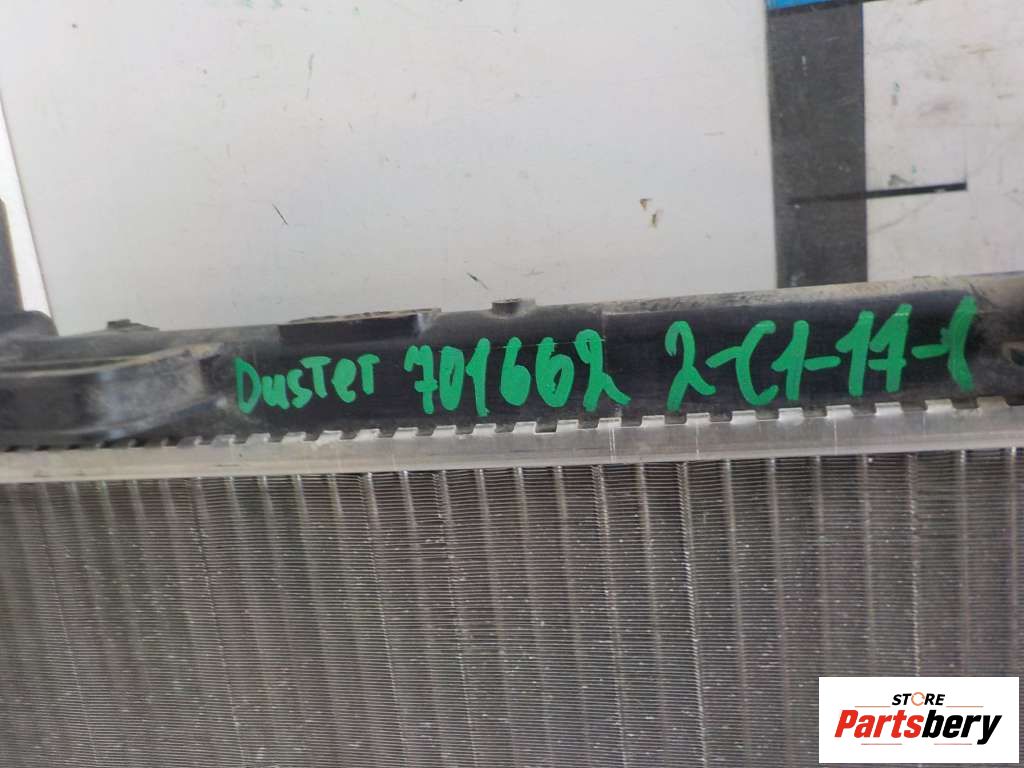 Duster 701662 2-C1-11-1
STORE
Partsbery